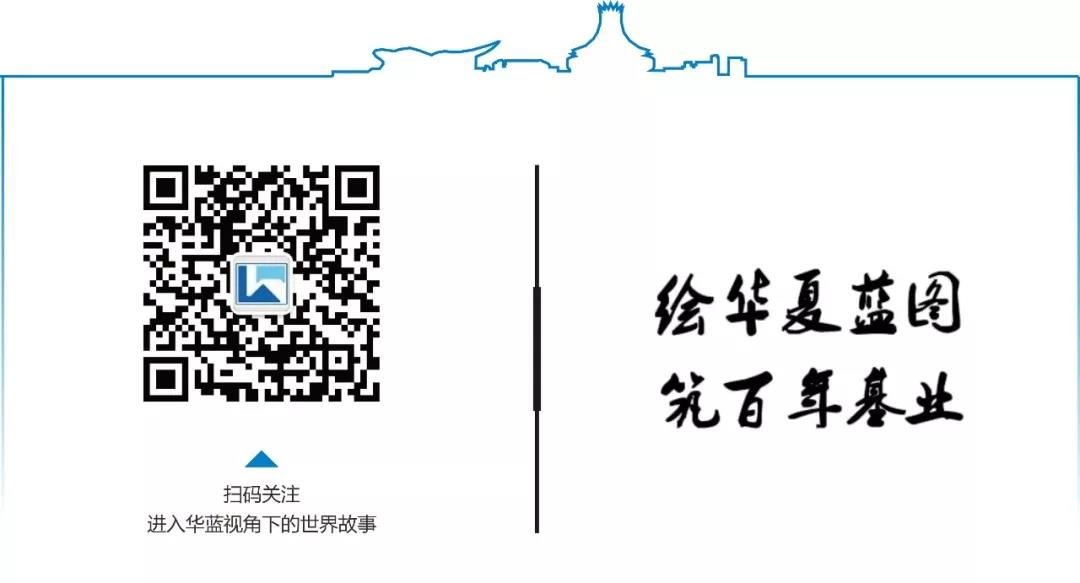 扫码关注
进入华蓝视角下的世界故事
绘华夏蓝图
筑百年基业